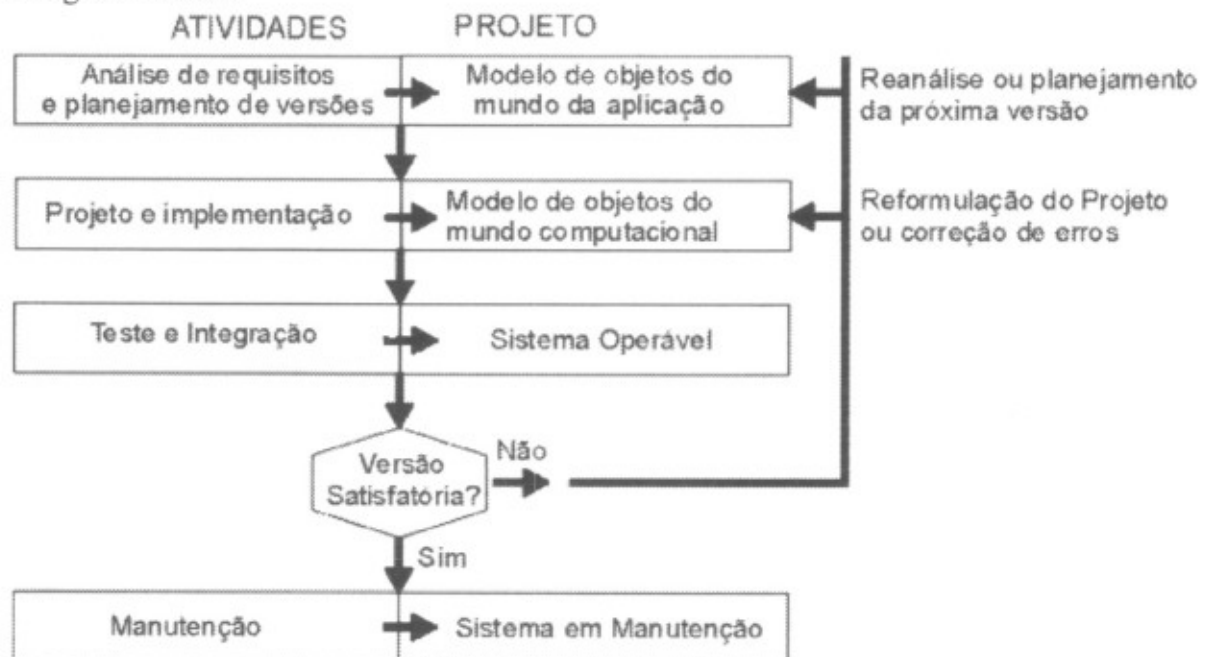 ATIVIDADES PROJETO
Análise de requisitos
e planejamento de versões
Modelo de objetos do
mundo da aplicação
Reanálise ou planejamento
da próxima versão
Projeto e implementação
Modelo de objetos do
mundo computacional
Reformulação do Projeto
ou correção de erros
Teste e Integração
Sistema Operável
Versão
Satisfatória?
Não
Sim
Manutenção
Sistema em Manutenção